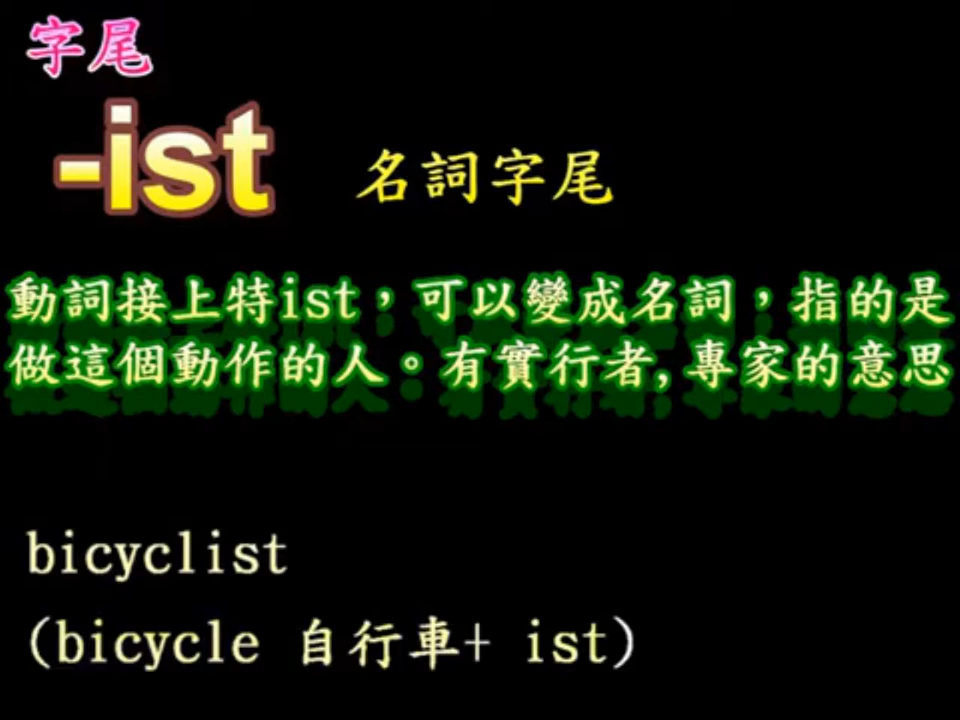 字尾
-ist 名詞字尾
動詞接上特ist，可以變成名詞，指的是
做這個動作的人。有實行者,專家的意思
bicyclist
(bicycle 自行車+ ist)